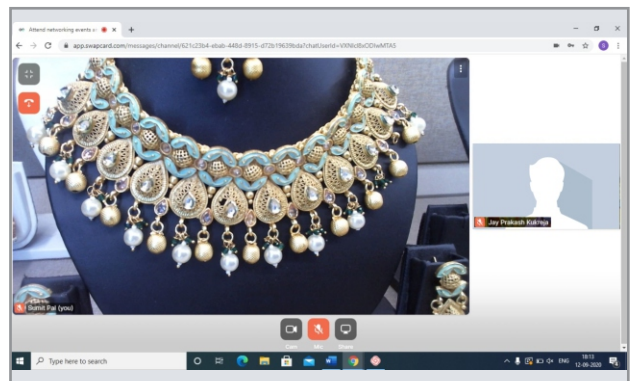 Attend networking events a
app.swapcard.com/messages/channel/621c23b4-ebab-448d-8915-d72b196396da?chatUserId=VXNlcl8xODIwMTA5
Jay Prakash Kukreja
Sumit Pal (you)
Cam Mic Share
Type here to search
ENG
18:13
12-09-2020